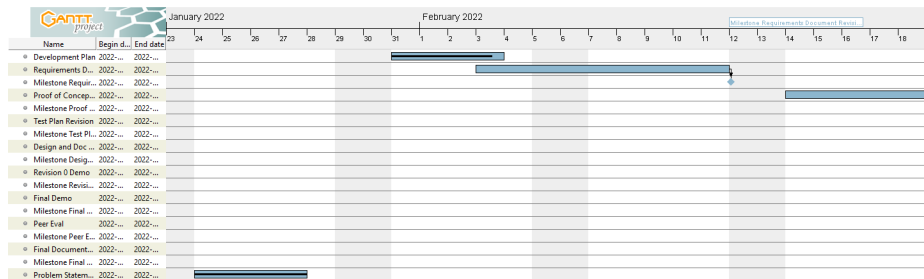 GANTT project
January 2022
February 2022
Milestone Requirements Document Revisi...
Name Begin d... End date
23 24 25 26 27 28 29 30 31 1 2 3 4 5 6 7 8 9 10 11 12 13 14 15 16 17 18
Development Plan 2022-... 2022-...
Requirements D... 2022-... 2022-...
Milestone Requir... 2022-... 2022-...
Proof of Concep... 2022-... 2022-...
Milestone Proof ... 2022-... 2022-...
Test Plan Revision 2022-... 2022-...
Milestone Test Pl... 2022-... 2022-...
Design and Doc ... 2022-... 2022-...
Milestone Desig... 2022-... 2022-...
Revision 0 Demo 2022-... 2022-...
Milestone Revisi... 2022-... 2022-...
Final Demo 2022-... 2022-...
Milestone Final ... 2022-... 2022-...
Peer Eval 2022-... 2022-...
Milestone Peer E... 2022-... 2022-...
Final Document... 2022-... 2022-...
Milestone Final ... 2022-... 2022-...
Problem Statem... 2022-... 2022-...